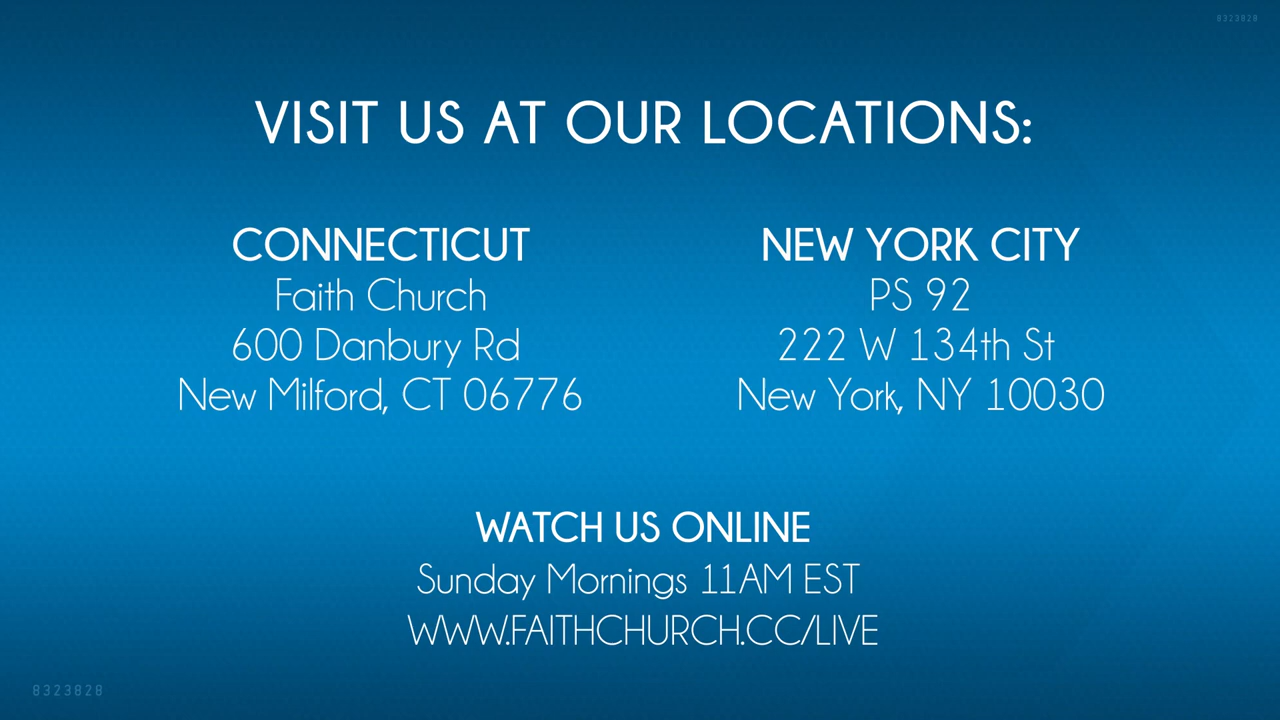 8323828
VISIT US AT OUR LOCATIONS:
CONNECTICUT
Faith Church
600 Danbury Rd
New Milford, CT 06776
NEW YORK CITY
PS 92
222 W 134th St
New York, NY 10030
WATCH US ONLINE
Sunday Mornings 11AM EST
WWW.FAITHCHURCH.CC/LIVE
8323828